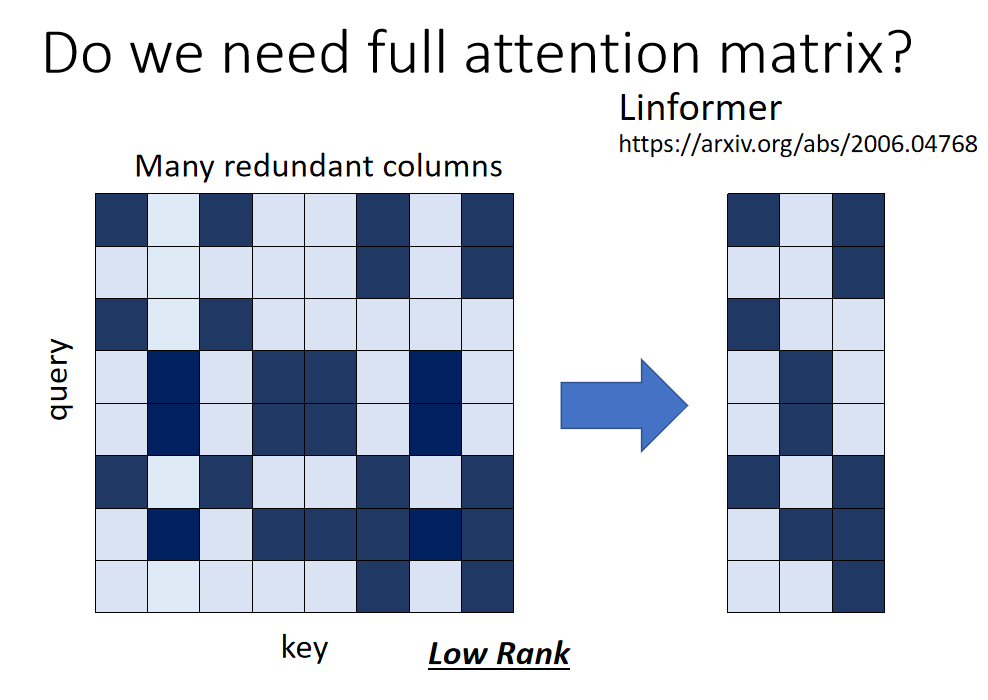 Do we need full attention matrix?
Linformer
https://arxiv.org/abs/2006.04768
Many redundant columns
query
key
Low Rank